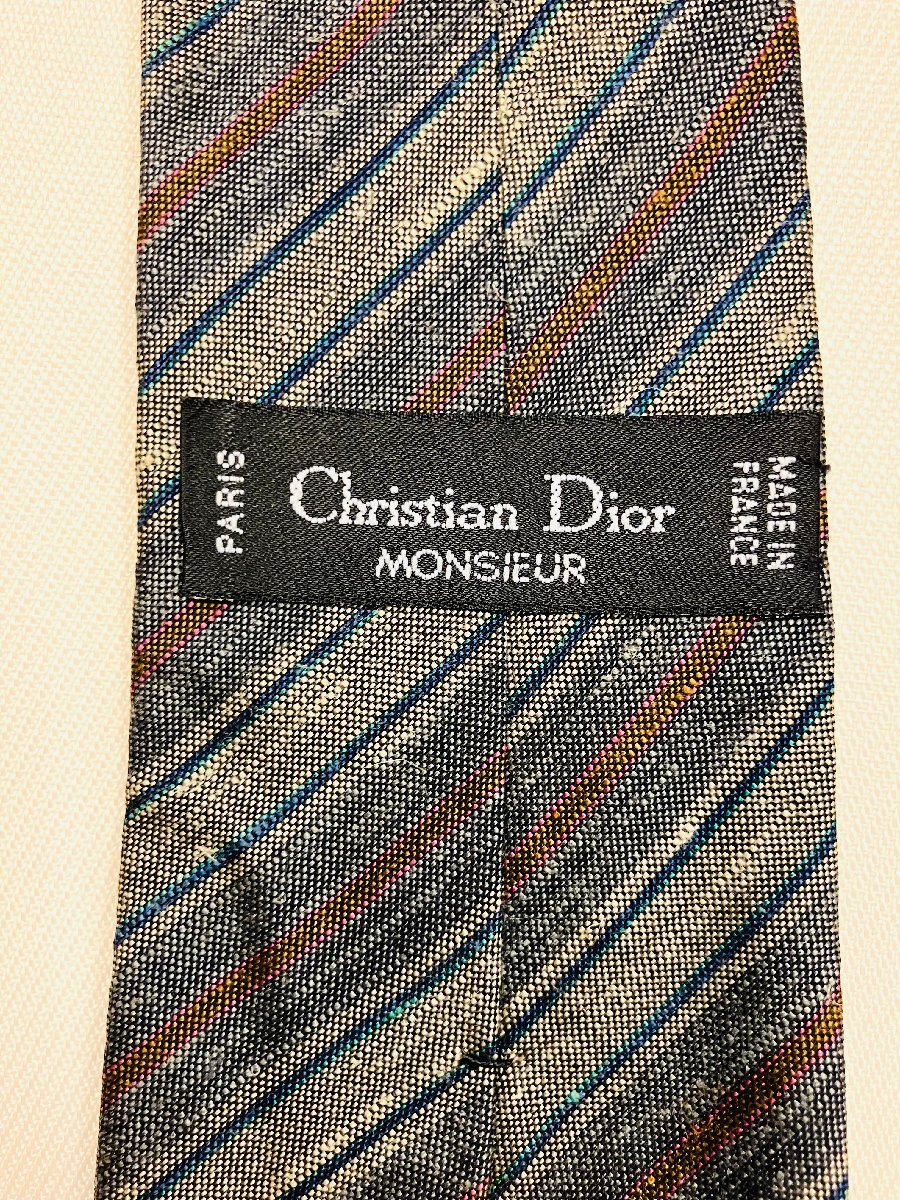 PARIS
Christian Dior
MONSIEUR
MADE IN
FRANCE